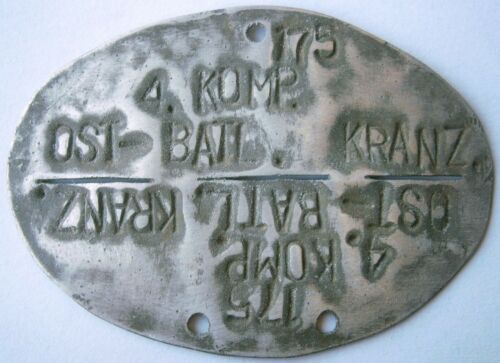 175
4. KOMP.
OST-BATL. KRANZ.
OST-BATL. KRANZ.
4. KOMP.
175